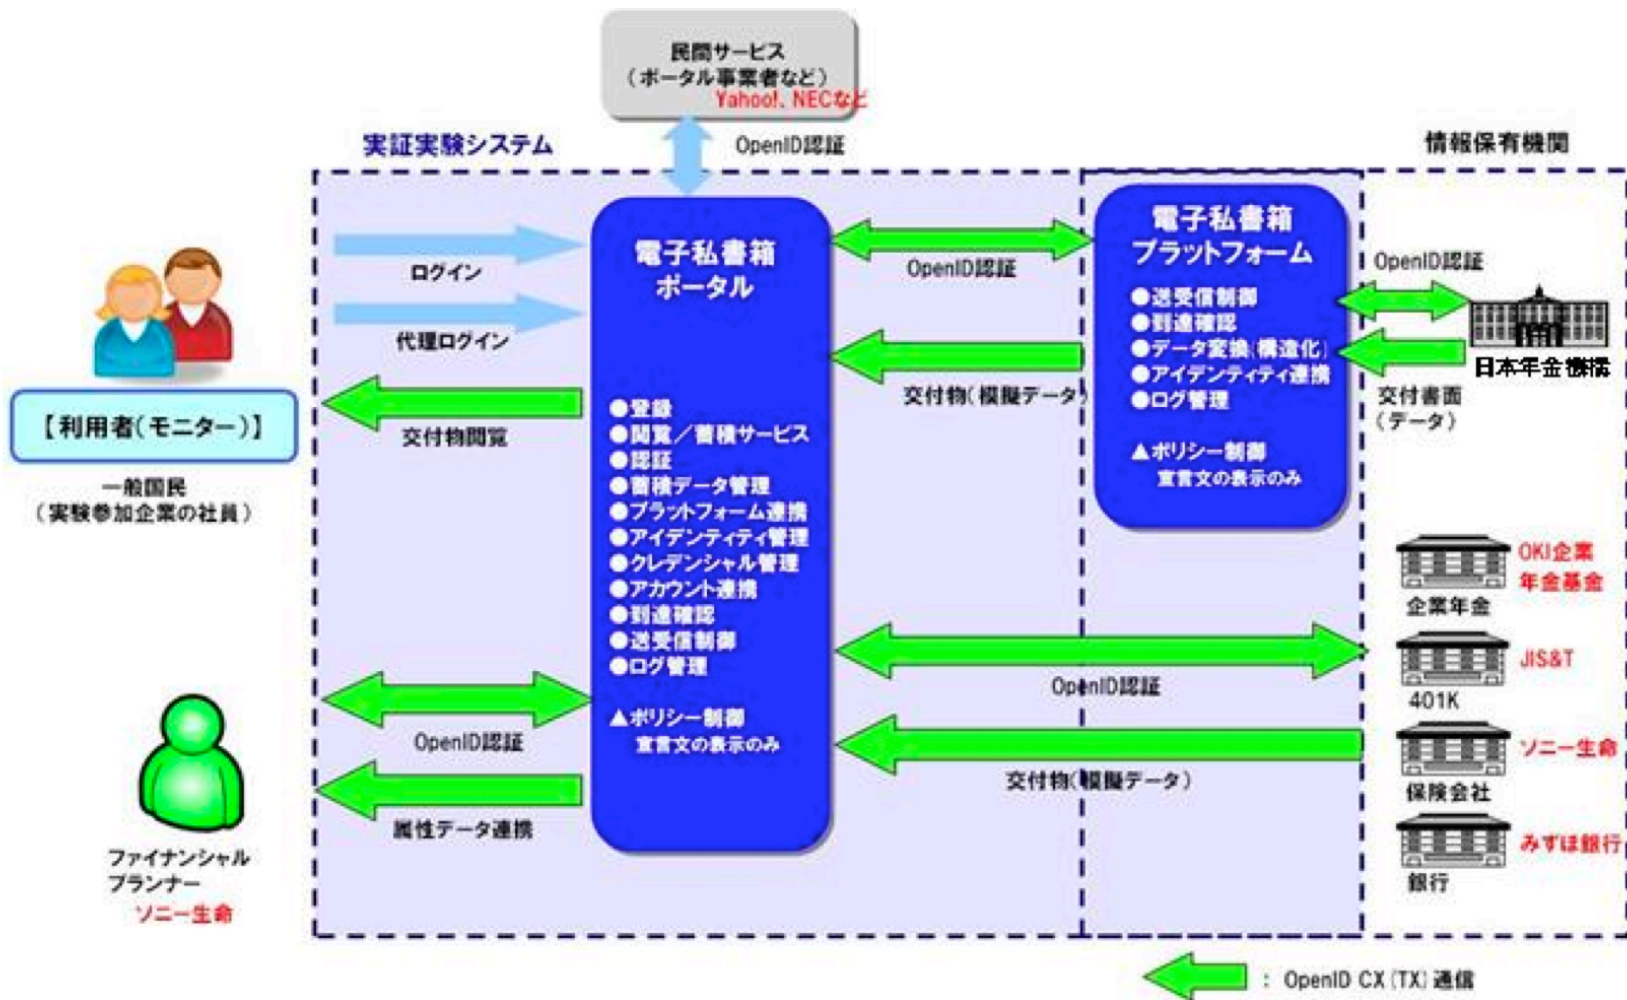 民間サービス
（ポータル事業者など）
Yahoo!、NECなど
実証実験システム
OpenID認証
情報保有機関
ログイン
代理ログイン
交付物閲覧
【利用者（モニター）】
一般国民
（実験参加企業の社員）
OpenID認証
属性データ連携
ファイナンシャル
プランナー
ソニー生命
電子私書箱
ポータル
●登録
●閲覧／蓄積サービス
●認証
●蓄積データ管理
●プラットフォーム連携
●アイデンティティ管理
●クレデンシャル管理
●アカウント連携
●到達確認
●送受信制御
●ログ管理
▲ポリシー制御
宣言文の表示のみ
OpenID認証
交付物（模擬データ）
電子私書箱
プラットフォーム
●送受信制御
●到達確認
●データ変換（構造化）
●アイデンティティ連携
●ログ管理
▲ポリシー制御
宣言文の表示のみ
OpenID認証
日本年金機構
交付書面
（データ）
OpenID認証
交付物（模擬データ）
OKI企業
年金基金
企業年金
JIS&T
401K
ソニー生命
保険会社
みずほ銀行
銀行
：OpenID CX（TX）通信